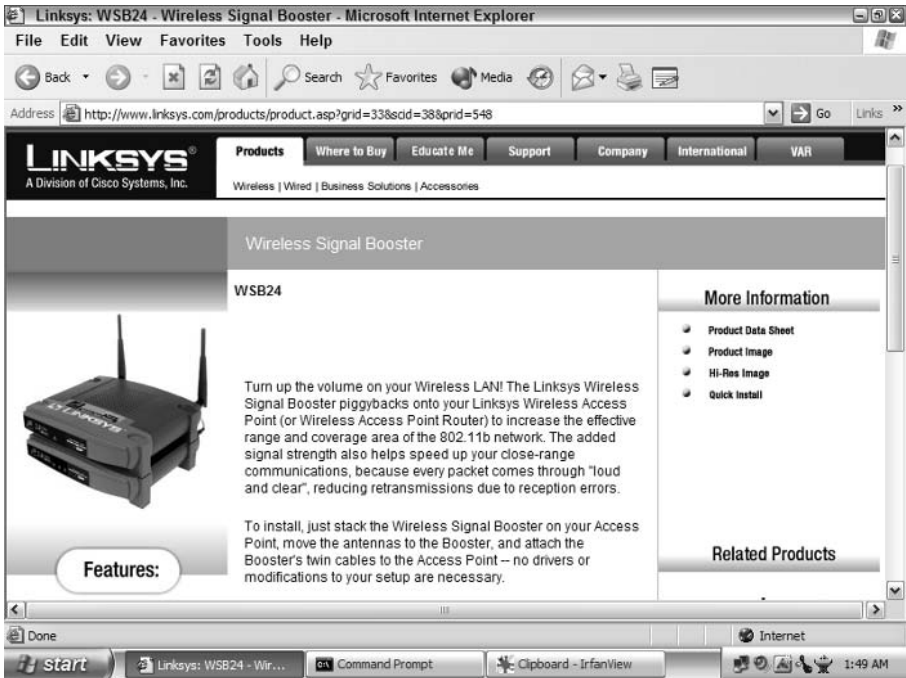 Linksys: WSB24 - Wireless Signal Booster - Microsoft Internet Explorer
File Edit View Favorites Tools Help
Back Search Favorites Media
Address http://www.linksys.com/products/product.asp?grid=33&scid=38&prid=548 Go Links »
LINKSYS®
A Division of Cisco Systems, Inc.
Products Where to Buy Educate Me Support Company International VAR
Wireless | Wired | Business Solutions | Accessories
Wireless Signal Booster
WSB24
Turn up the volume on your Wireless LAN! The Linksys Wireless
Signal Booster piggybacks onto your Linksys Wireless Access
Point (or Wireless Access Point Router) to increase the effective
range and coverage area of the 802.11b network. The added
signal strength also helps speed up your close-range
communications, because every packet comes through "loud
and clear", reducing retransmissions due to reception errors.
To install, just stack the Wireless Signal Booster on your Access
Point, move the antennas to the Booster, and attach the
Booster's twin cables to the Access Point -- no drivers or
modifications to your setup are necessary.
LINKSYS
Features:
More Information
Product Data Sheet
Product Image
Hi-Res Image
Quick Install
Related Products
Done Internet
start Linksys: WSB24 - Wir... Command Prompt Clipboard - IrfanView 1:49 AM